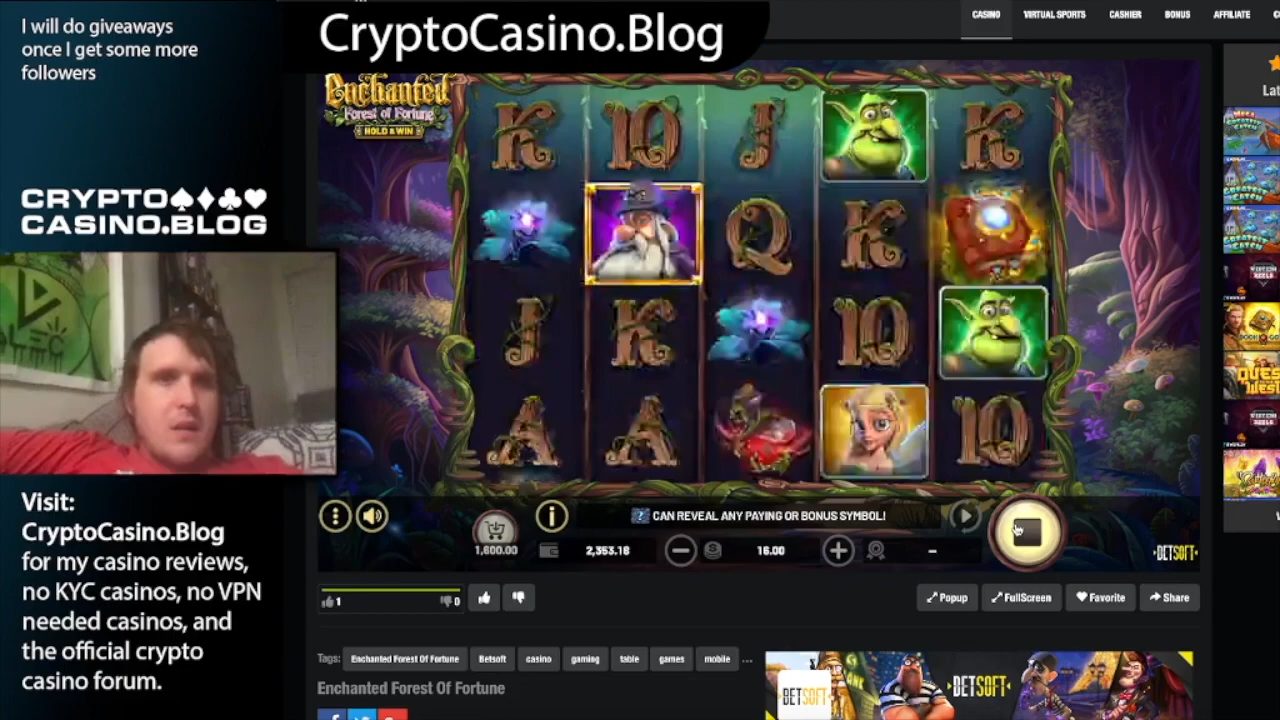 I will do giveaways
once I get some more
followers
CryptoCasino.Blog
CASINO
VIRTUAL SPORTS
CASHIER
BONUS
AFFILIATE
CRYPTO
CASINO.BLOG
Enchanted
Forest of Fortune
HOLD & WIN
K 10 J K
Q K
J K 10
A A 10
Visit:
CryptoCasino.Blog
for my casino reviews,
no KYC casinos, no VPN
needed casinos, and
the official crypto
casino forum.
CAN REVEAL ANY PAYING OR BONUS SYMBOL!
1,600.00
2,353.18
16.00
BETSOFT
1
0
Popup
FullScreen
Favorite
Share
Tags:
Enchanted Forest Of Fortune
Betsoft
casino
gaming
table
games
mobile
...
Enchanted Forest Of Fortune
BETSOFT
BETSOFT